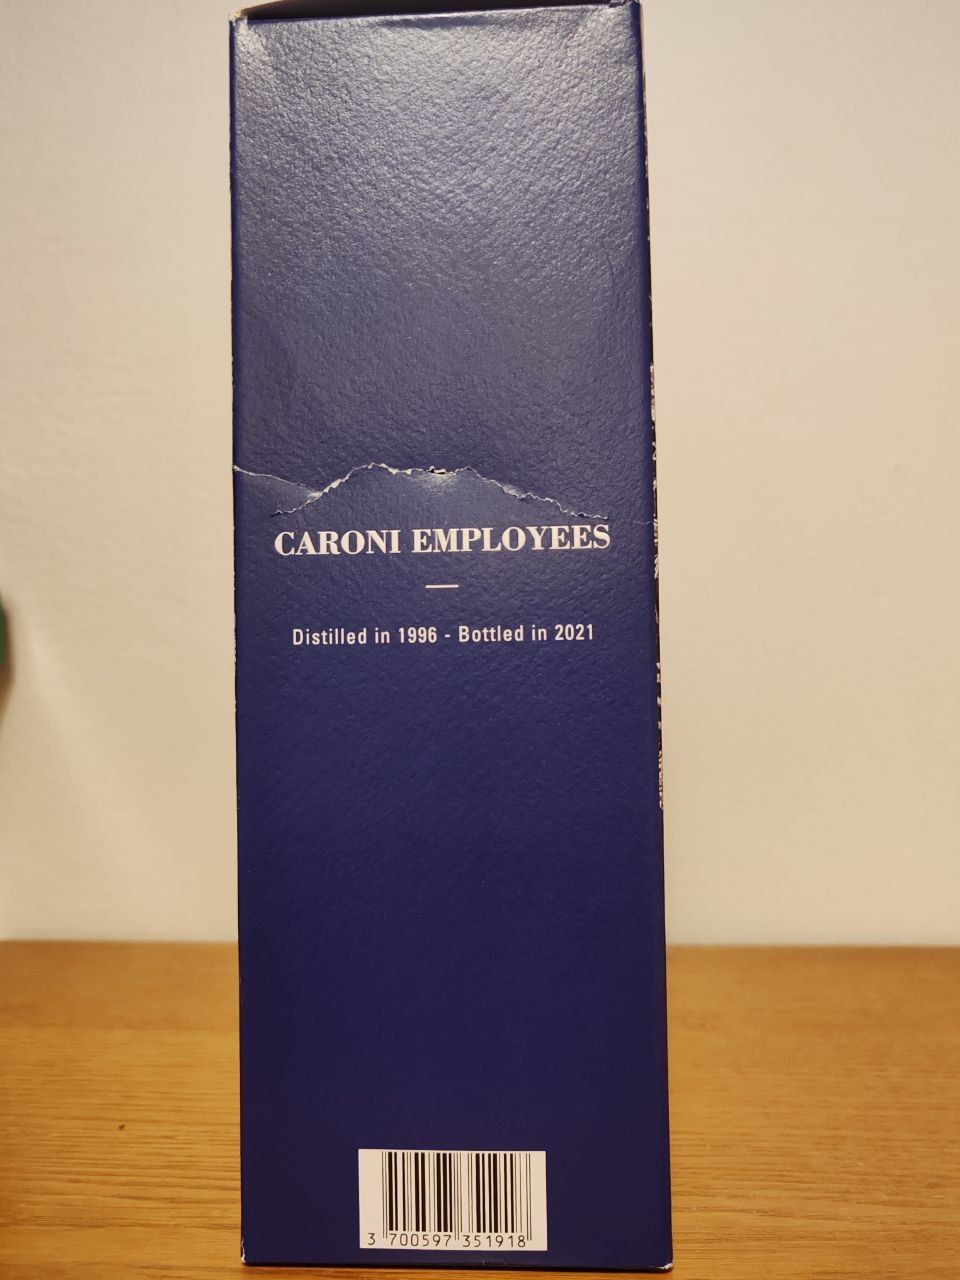 CARONI EMPLOYEES
Distilled in 1996 - Bottled in 2021
3 700597 351918